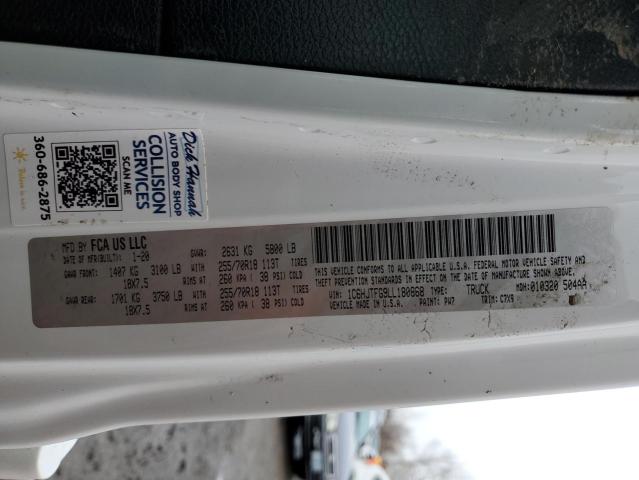 Dick Hannah
AUTO BODY SHOP
COLLISION
SERVICES
SCAN ME
Believe in nice.
360-686-2875
MFD BY FCA US LLC
DATE OF MFR(BUILT): 1-20 GVWR: 2631 KG 5800 LB
GAWR FRONT: 1407 KG 3100 LB WITH 255/70R18 113T TIRES
18X7.5 RIMS AT 260 KPA ( 38 PSI) COLD
GAWR REAR: 1701 KG 3750 LB WITH 255/70R18 113T TIRES
18X7.5 RIMS AT 260 KPA ( 38 PSI) COLD
THIS VEHICLE CONFORMS TO ALL APPLICABLE U.S.A. FEDERAL MOTOR VEHICLE SAFETY AND
THEFT PREVENTION STANDARDS IN EFFECT ON THE DATE OF MANUFACTURE SHOWN ABOVE.
VIN: 1C6HJTFG9LL180868 TYPE: TRUCK MDH: 010320 504AA
VEHICLE MADE IN U.S.A. PAINT: PW7 TRIM: C7X9